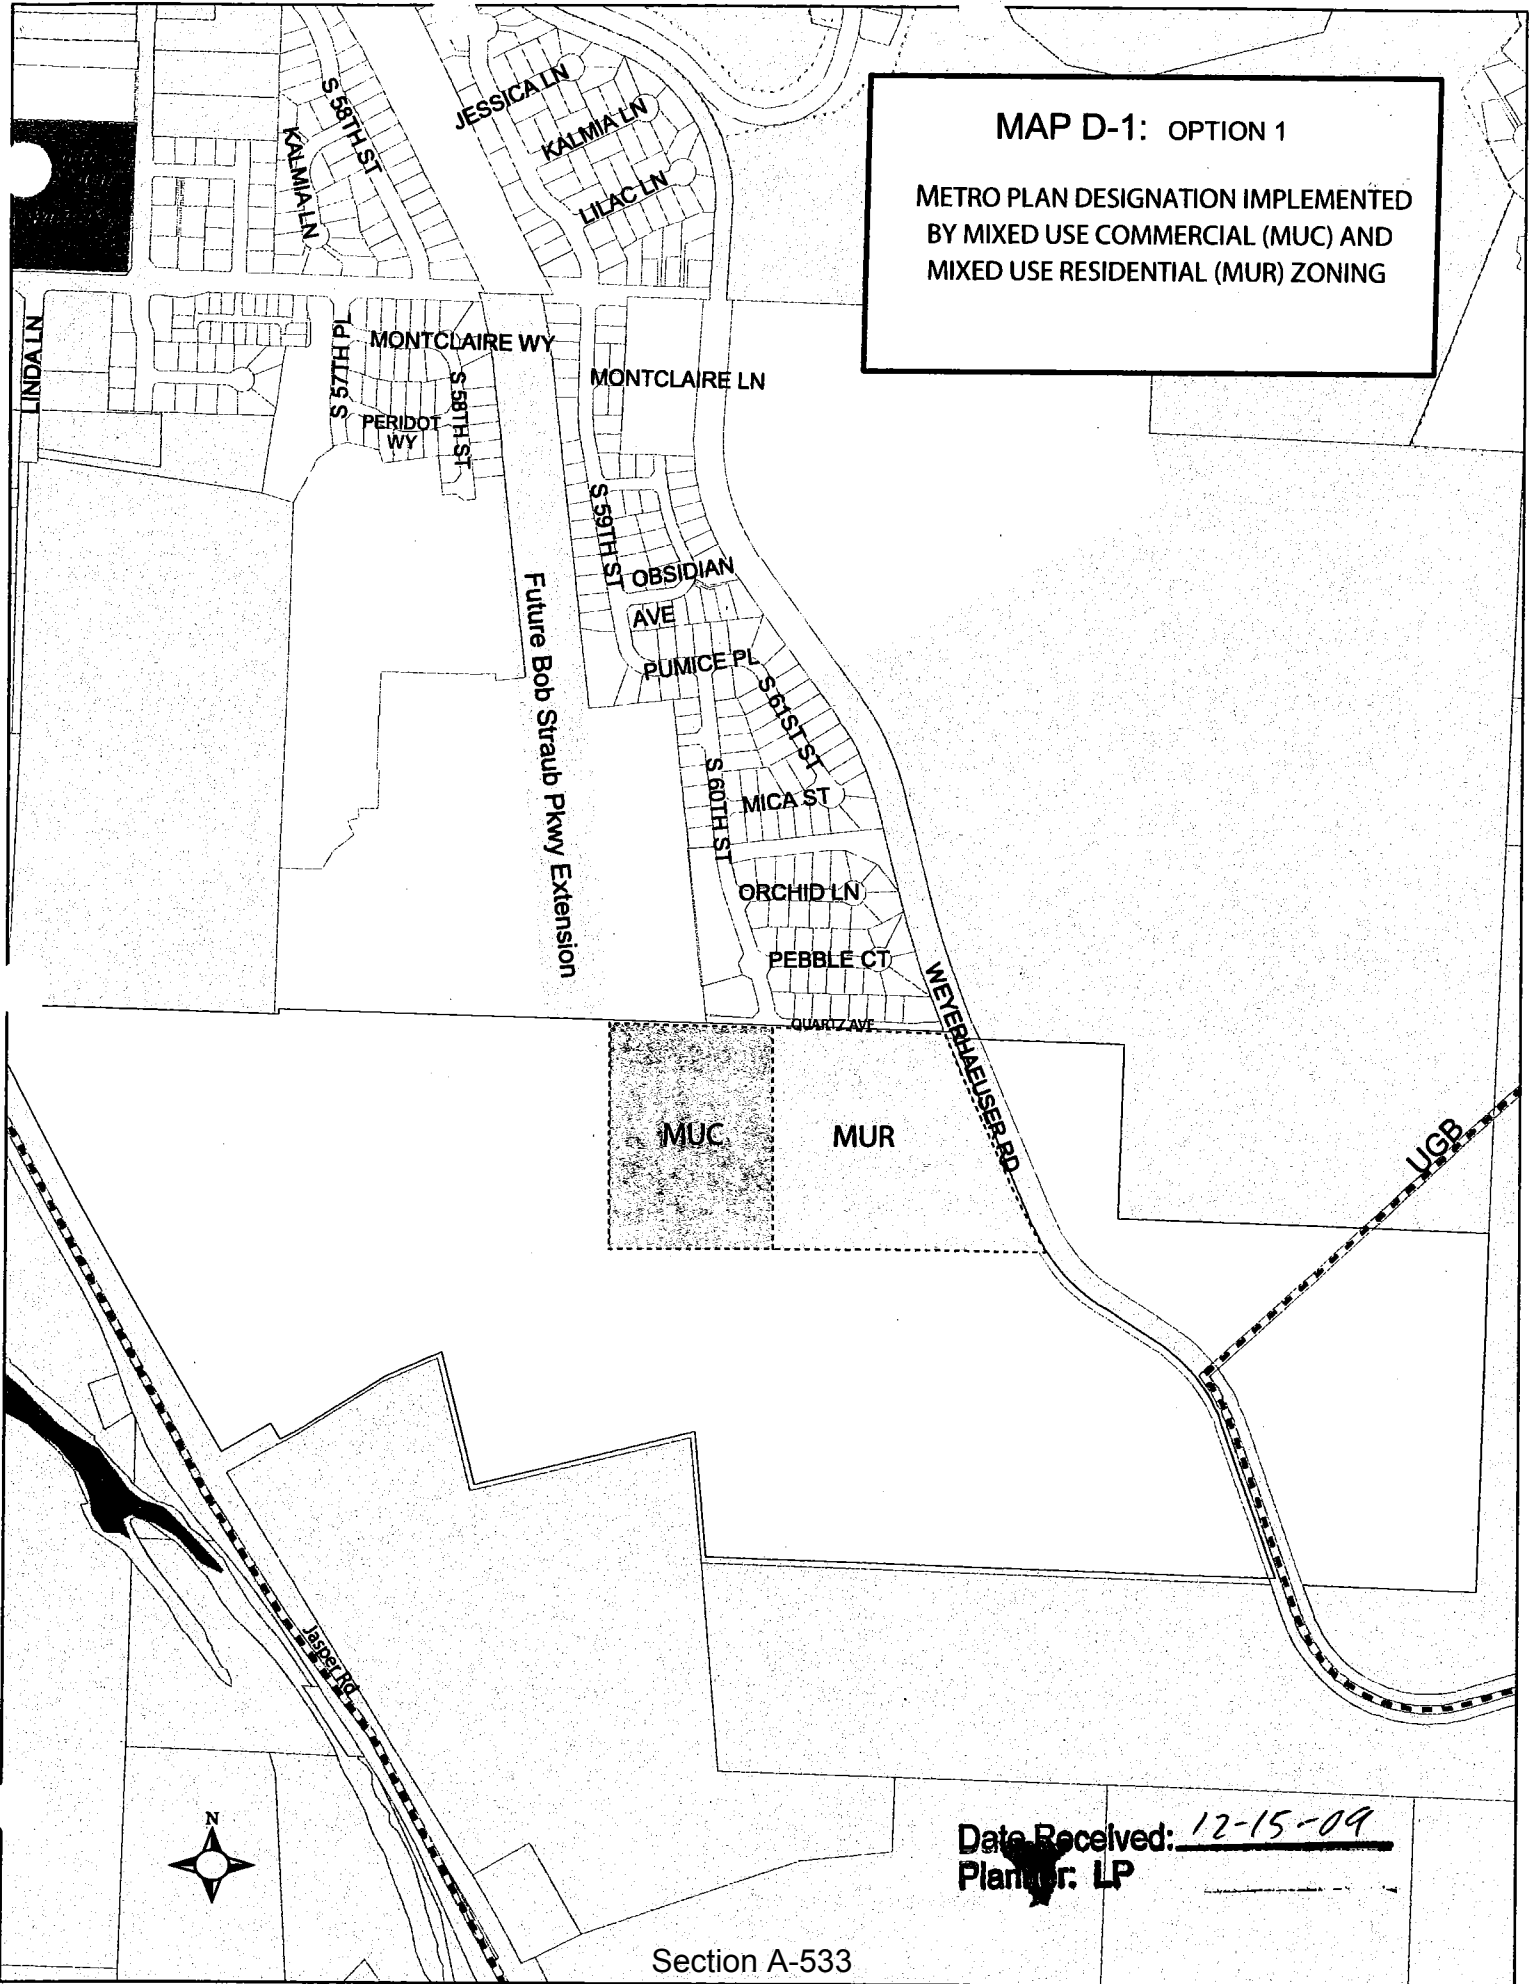 MAP D-1: OPTION 1
METRO PLAN DESIGNATION IMPLEMENTED
BY MIXED USE COMMERCIAL (MUC) AND
MIXED USE RESIDENTIAL (MUR) ZONING
S 58TH ST
JESSICA LN
KALMIA LN
KALMIA LN
LILAC LN
LINDA LN
S 57TH PL
MONTCLAIRE WY
MONTCLAIRE LN
S 58TH ST
PERIDOT
WY
S 59TH ST
OBSIDIAN
AVE
Future Bob Straub Pkwy Extension
PUMICE PL
S 61ST ST
S 60TH ST
MICA ST
ORCHID LN
PEBBLE CT
WEYERHAEUSER RD
QUARTZ AVE
MUC
MUR
UGB
Jasper Rd
N
Date Received: 12-15-09
Planner: LP
Section A-533